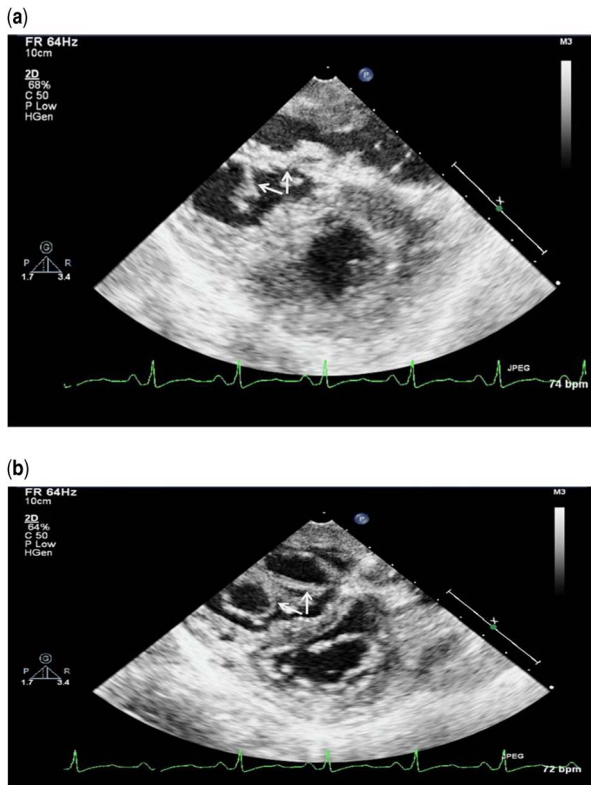 (a)
FR 64Hz
10cm
M3
2D
68%
C 50
P Low
HGen
P
X
G
P R
1.7 3.4
JPEG
74 bpm
(b)
FR 64Hz
10cm
M3
2D
64%
C 50
P Low
HGen
P
X
G
P R
1.7 3.4
JPEG
72 bpm